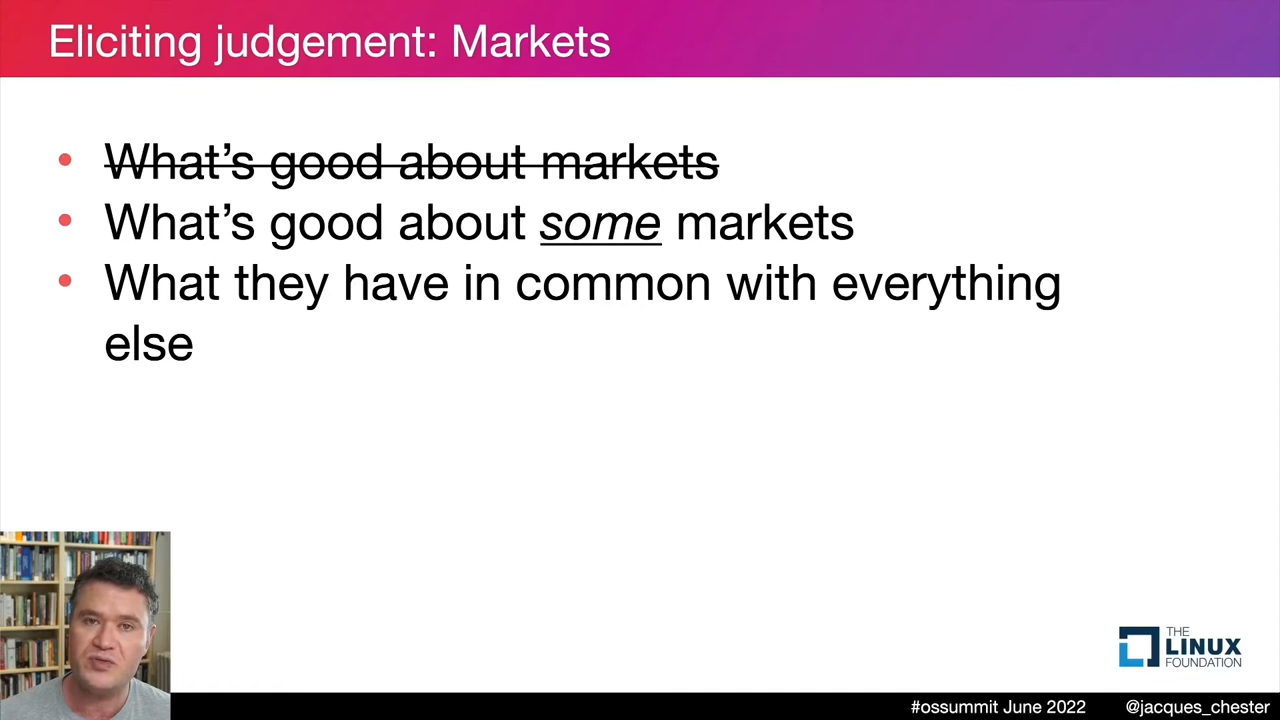 Eliciting judgement: Markets
• What’s good about markets
• What’s good about some markets
• What they have in common with everything
else
THE
LINUX
FOUNDATION
#ossummit June 2022 @jacques_chester